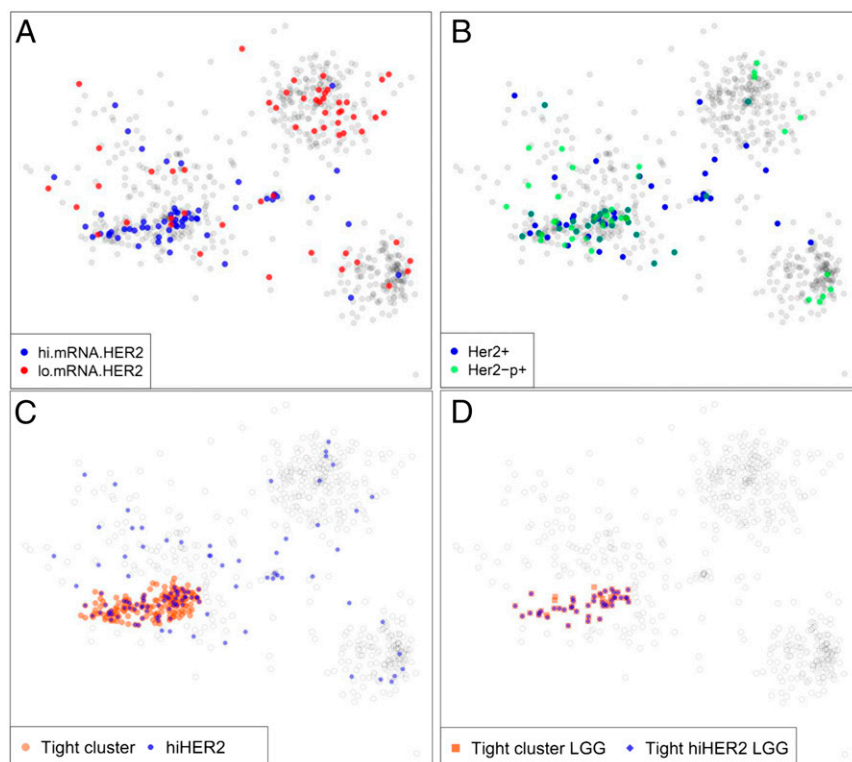 A
B
hi.mRNA.HER2
lo.mRNA.HER2
Her2+
Her2−p+
C
D
Tight cluster hiHER2
Tight cluster LGG Tight hiHER2 LGG